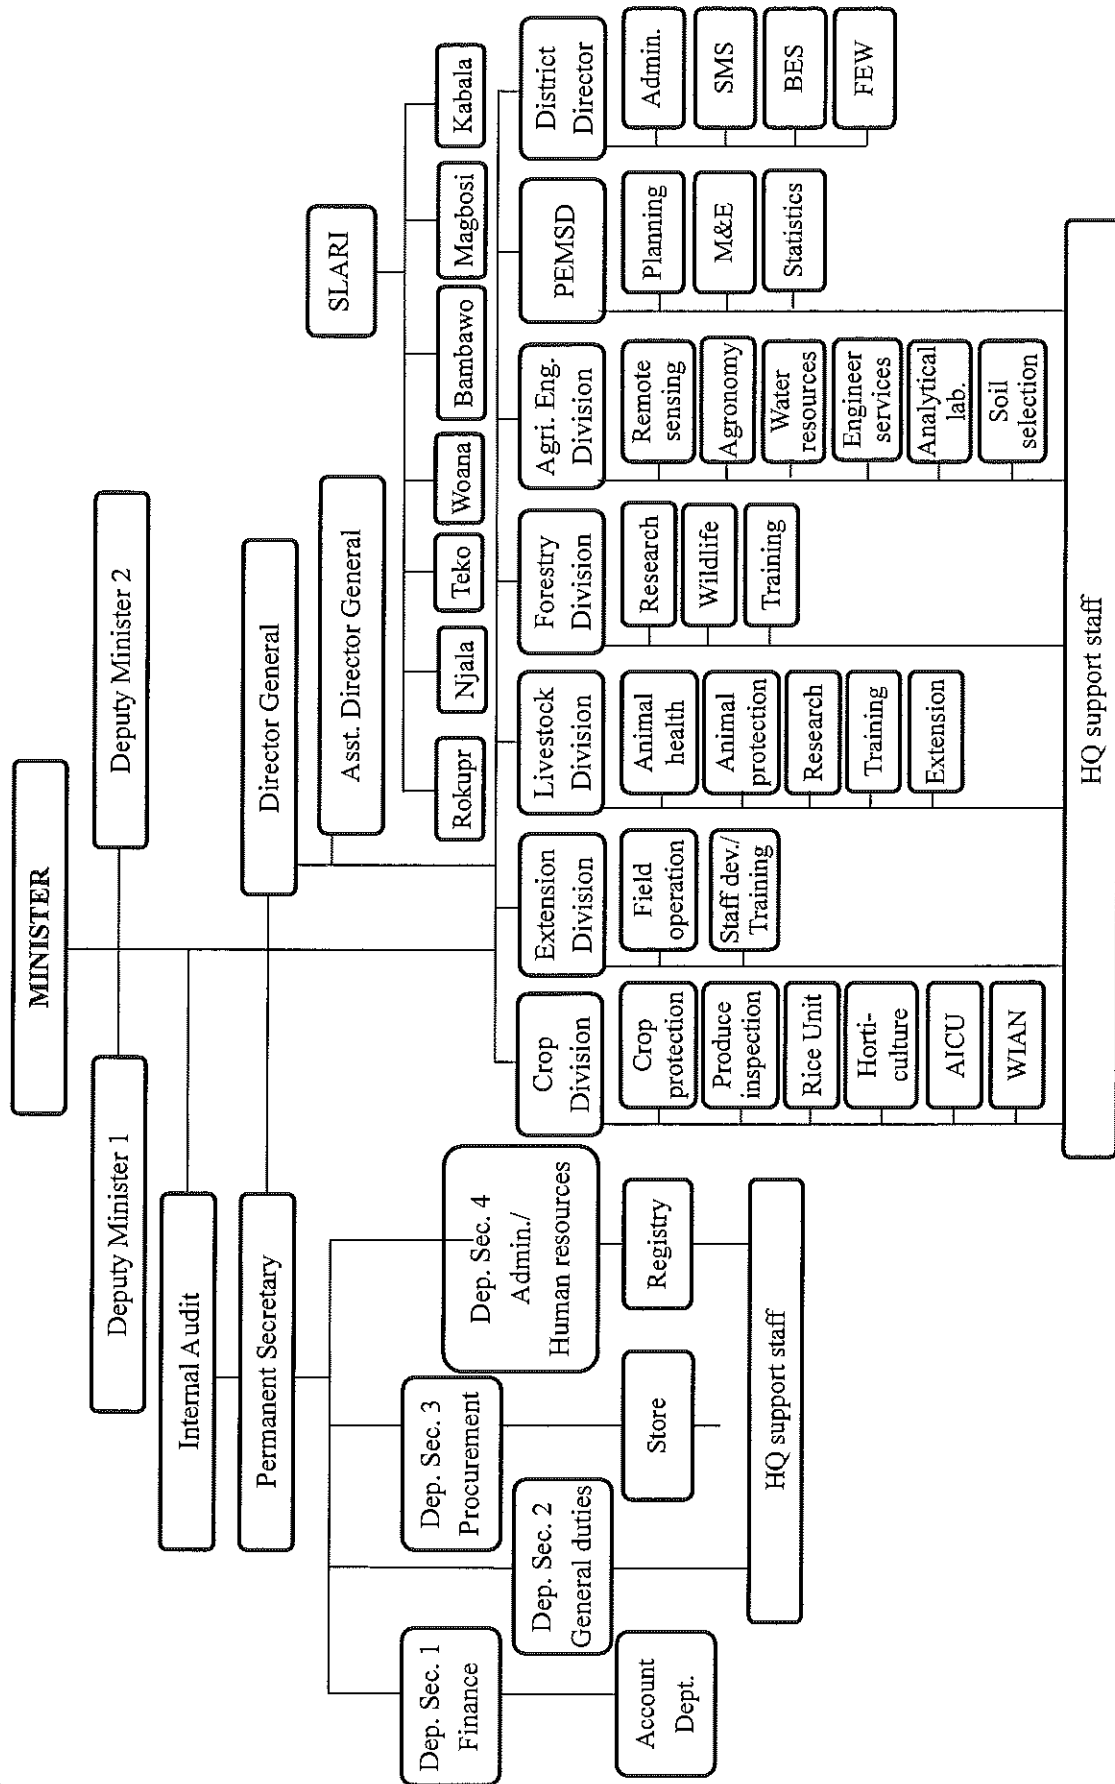 MINISTER
Deputy Minister 1
Deputy Minister 2
Internal Audit
Permanent Secretary
Director General
Asst. Director General
SLARI
Rokupr
Njala
Teko
Woana
Bambawo
Magbosi
Kabala
Dep. Sec. 1
Finance
Dep. Sec. 2
General duties
Dep. Sec. 3
Procurement
Dep. Sec. 4
Admin./
Human resources
Account
Dept.
Store
Registry
HQ support staff
Crop
Division
Crop
protection
Produce
inspection
Rice Unit
Horti-
culture
AICU
WIAN
Extension
Division
Field
operation
Staff dev./
Training
Livestock
Division
Animal
health
Animal
protection
Research
Training
Extension
Forestry
Division
Research
Wildlife
Training
Agri. Eng.
Division
Remote
sensing
Agronomy
Water
resources
Engineer
services
Analytical
lab.
Soil
selection
PEMSD
Planning
M&E
Statistics
District
Director
Admin.
SMS
BES
FEW
HQ support staff